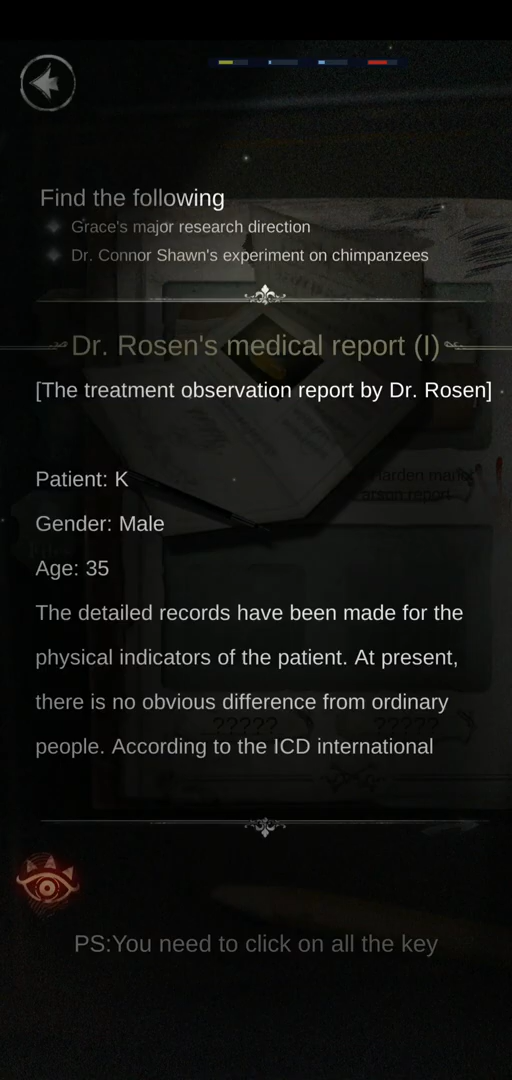 Find the following
Grace's major research direction
Dr. Connor Shawn's experiment on chimpanzees
Dr. Rosen's medical report (I)
[The treatment observation report by Dr. Rosen]
Patient: K
Gender: Male
Age: 35
The detailed records have been made for the
physical indicators of the patient. At present,
there is no obvious difference from ordinary
people. According to the ICD international
arson report
????? ?????
PS:You need to click on all the key